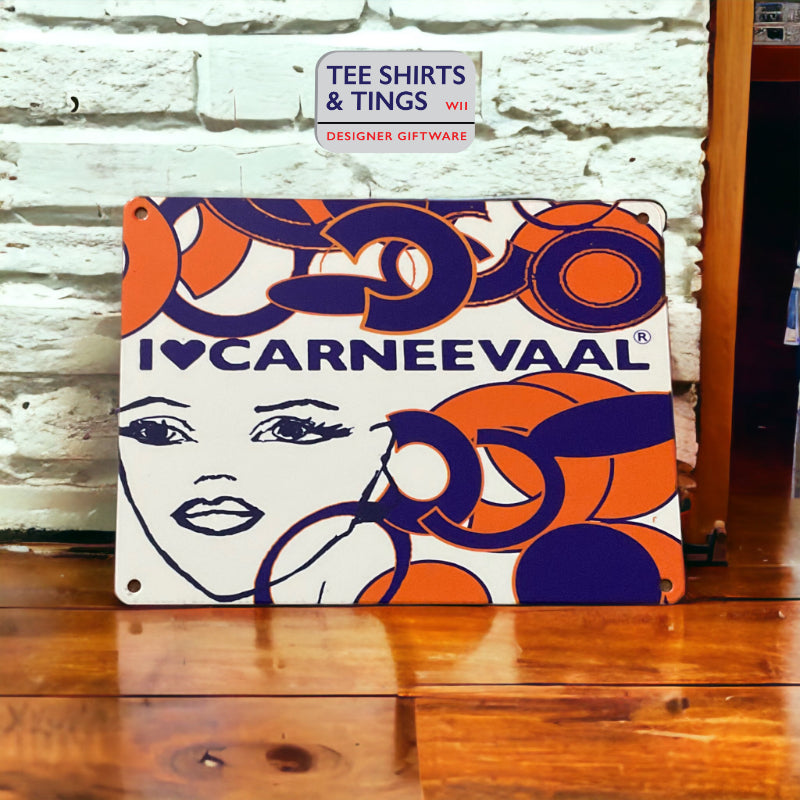 TEE SHIRTS
& TINGS WII
DESIGNER GIFTWARE
I♥CARNEEVAAL®